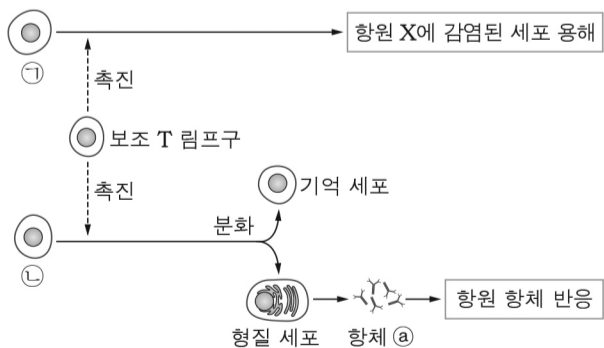 항원 X에 감염된 세포 용해
㉠
촉진
보조 T 림프구
촉진
기억 세포
분화
㉡
항원 항체 반응
형질 세포
항체 ⓐ